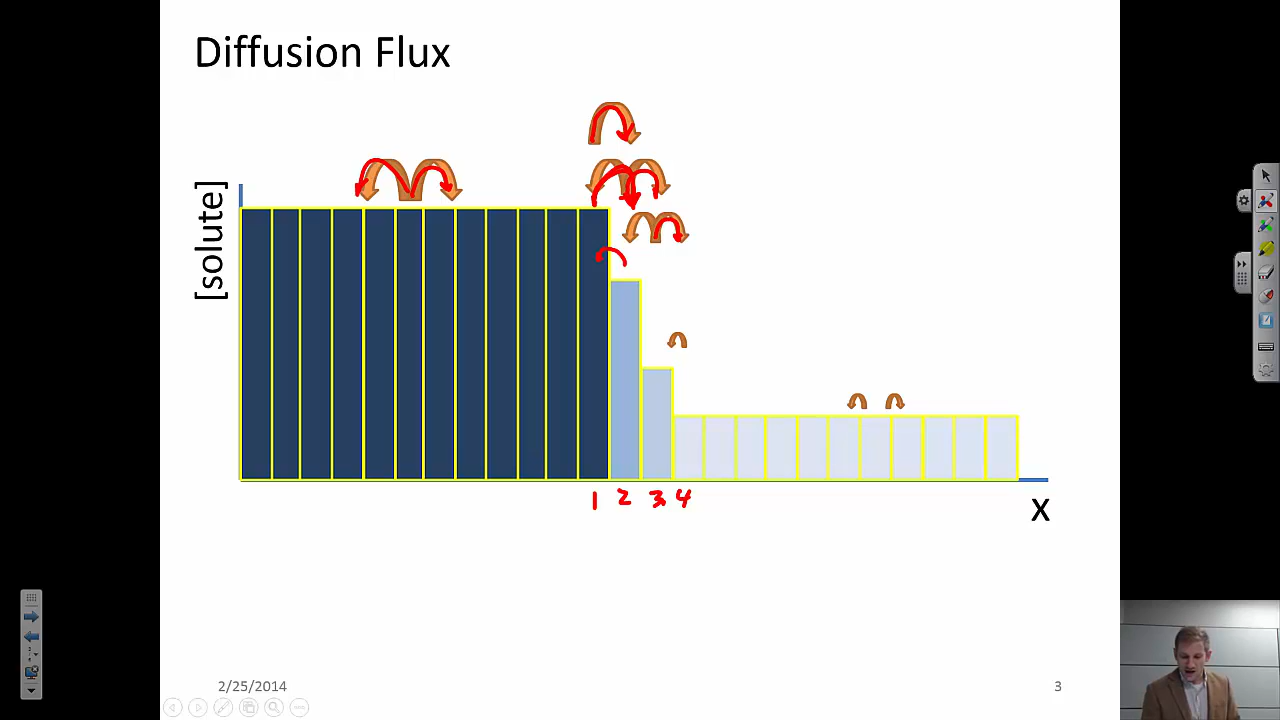 Diffusion Flux
[solute]
1 2 3 4
X
2/25/2014
3